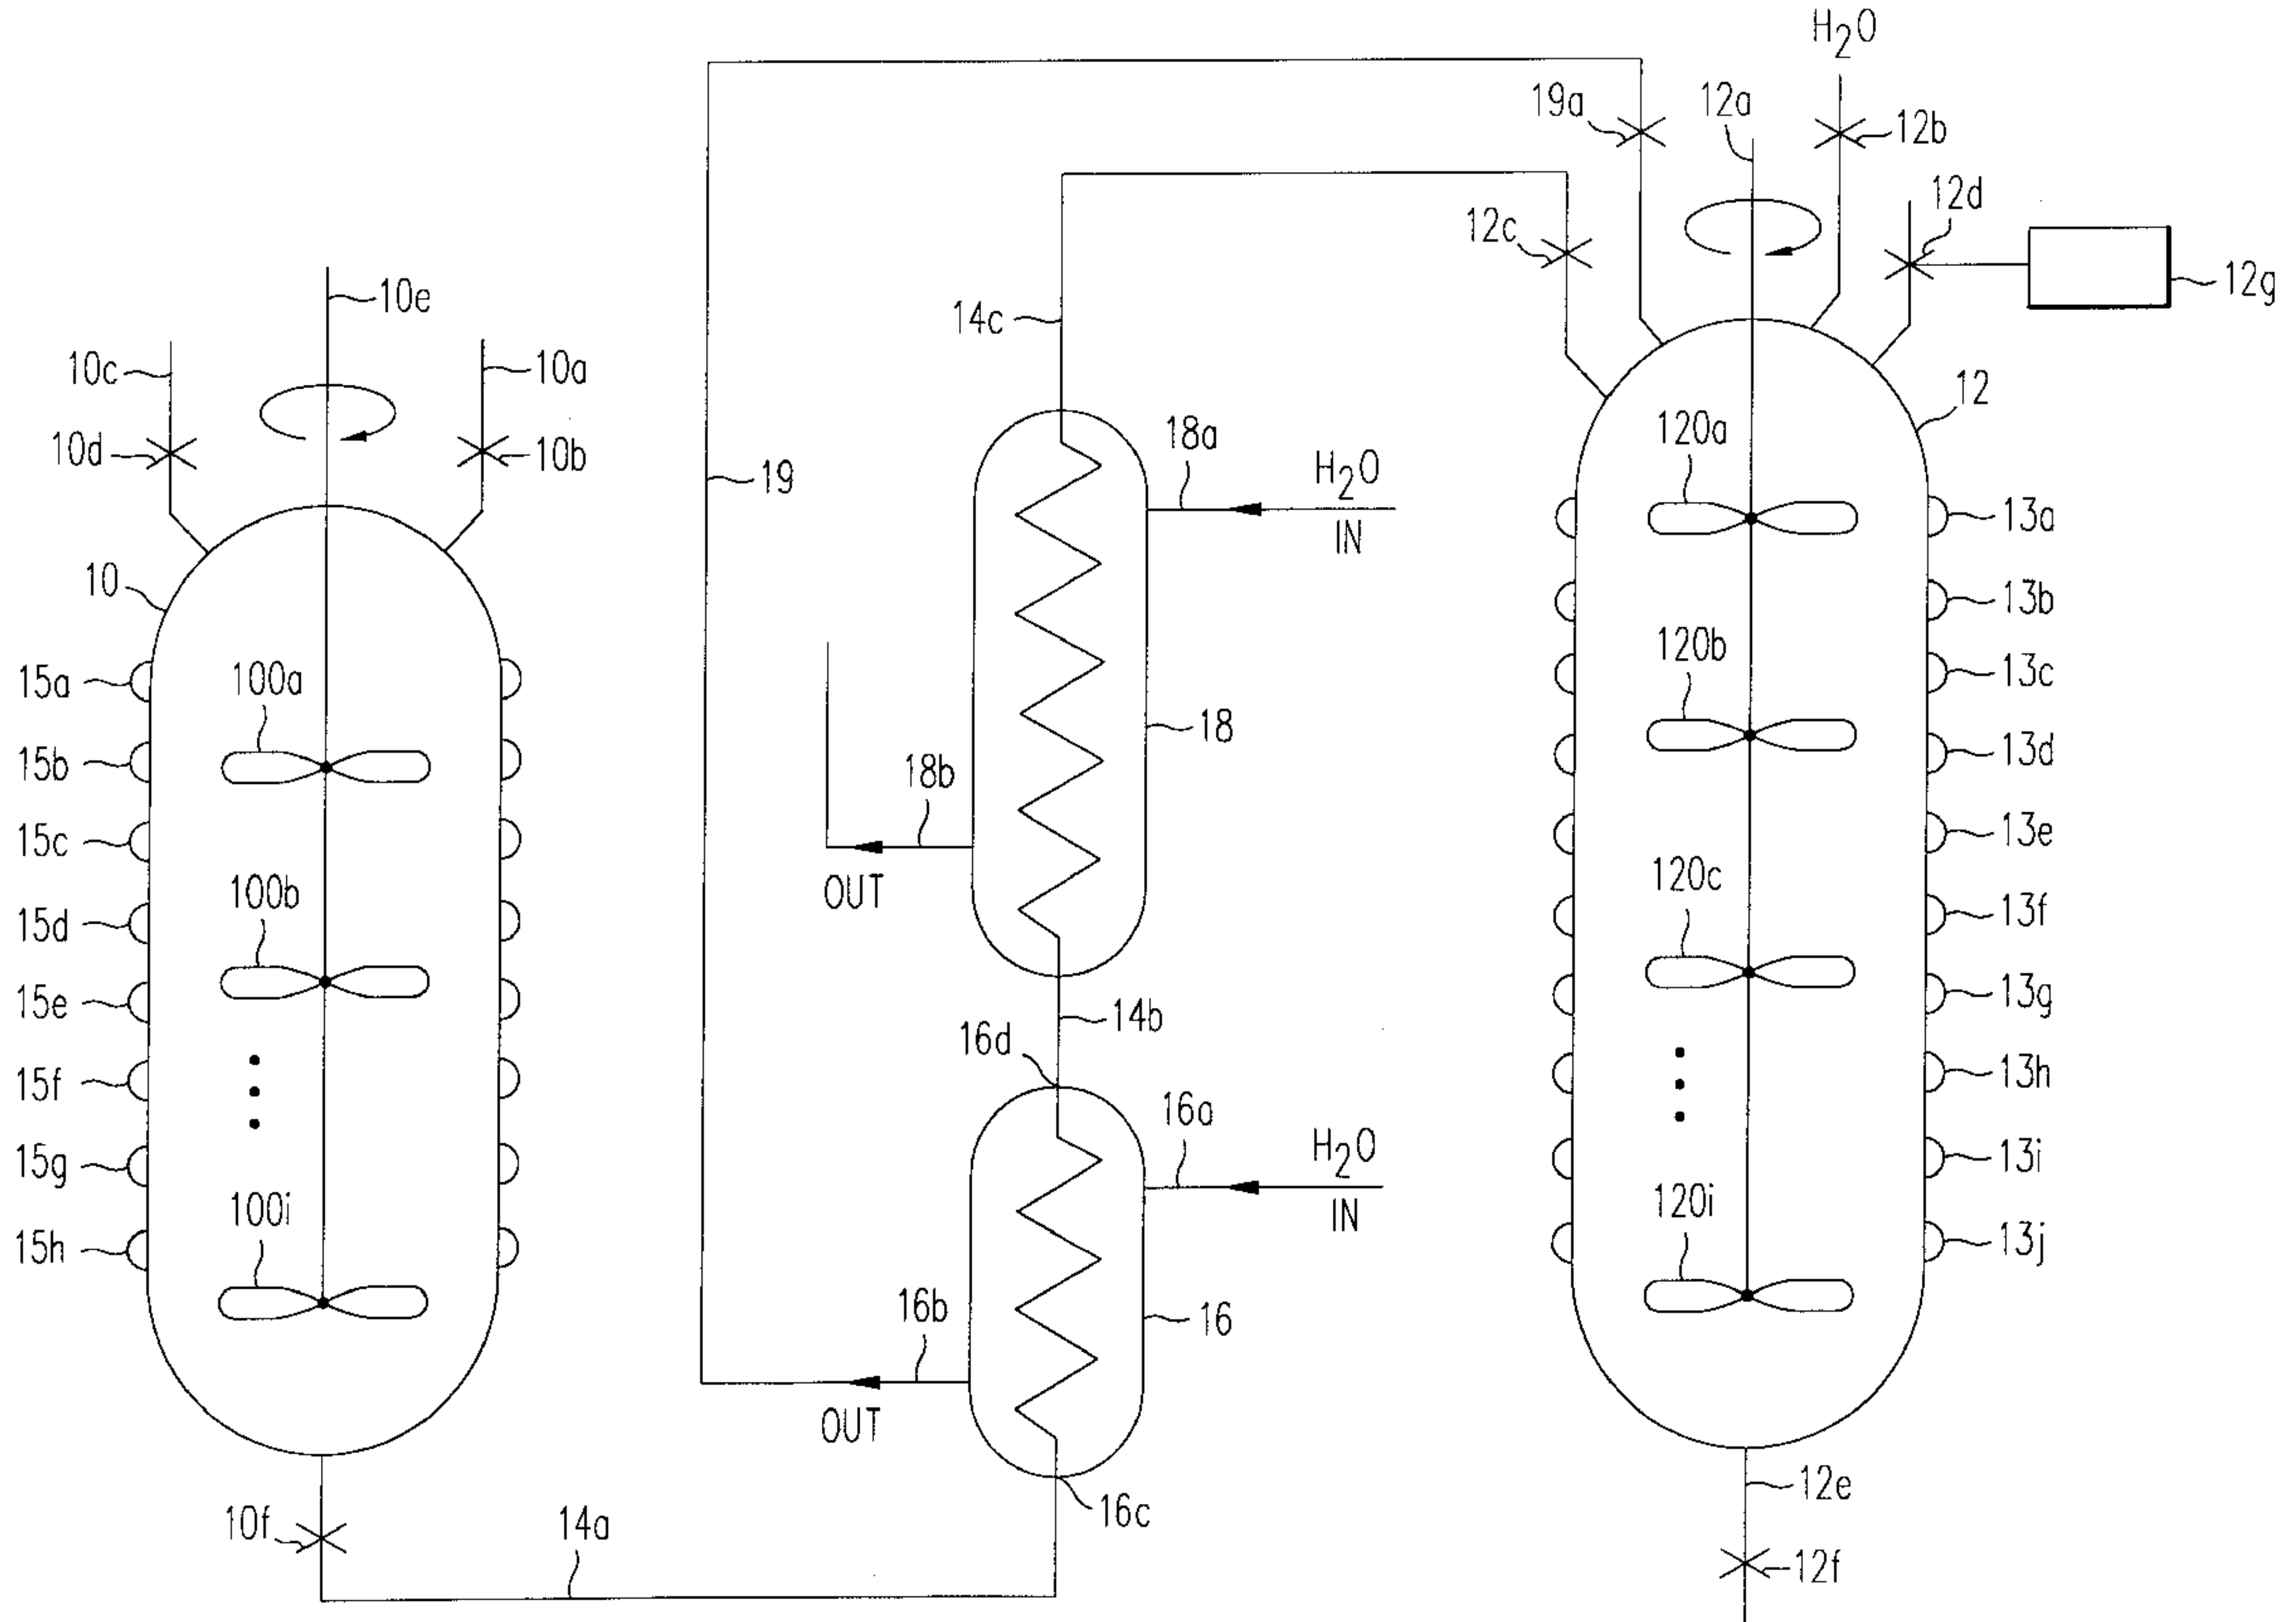 H2O
19a
12a
12b
12d
12c
12g
10e
14c
10c
10a
12
120a
18a
H2O
10d
10b
19
IN
13a
10
13b
120b
13c
15a
100a
18
13d
15b
18b
13e
15c
OUT
120c
100b
13f
15d
13g
15e
14b
16d
15f
16a
13h
H2O
15g
13i
100i
IN
120i
15h
13j
16b
16
OUT
12e
16c
10f
14a
12f